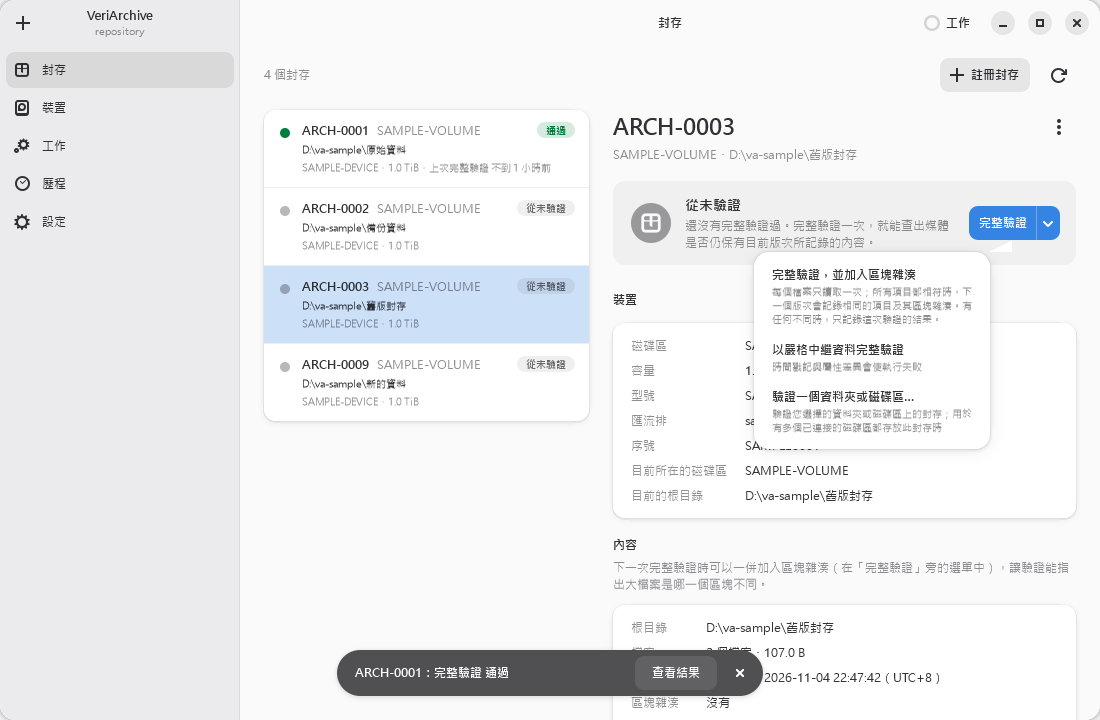 VeriArchive
repository
封存
裝置
工作
歷程
設定
封存
工作
4 個封存
註冊封存
ARCH-0001 SAMPLE-VOLUME
通過
D:\va-sample\原始資料
SAMPLE-DEVICE · 1.0 TiB · 上次完整驗證 不到 1 小時前
ARCH-0002 SAMPLE-VOLUME
從未驗證
D:\va-sample\備份資料
SAMPLE-DEVICE · 1.0 TiB
ARCH-0003 SAMPLE-VOLUME
從未驗證
D:\va-sample\舊版封存
SAMPLE-DEVICE · 1.0 TiB
ARCH-0009 SAMPLE-VOLUME
從未驗證
D:\va-sample\新的資料
SAMPLE-DEVICE · 1.0 TiB
ARCH-0003
SAMPLE-VOLUME · D:\va-sample\舊版封存
從未驗證
還沒有完整驗證過。完整驗證一次，就能查出媒體
是否仍保有目前版次所記錄的內容。
完整驗證
完整驗證，並加入區塊雜湊
每個檔案只讀取一次；所有項目都相符時，下
一個版次會記錄相同的項目及其區塊雜湊。有
任何不同時，只記錄這次驗證的結果。
以嚴格中繼資料完整驗證
時間戳記與屬性差異會使執行失敗
驗證一個資料夾或磁碟區…
驗證您選擇的資料夾或磁碟區上的封存；用於
有多個已連接的磁碟區都存放此封存時
裝置
磁碟區
容量
型號
匯流排
序號
目前所在的磁碟區 SAMPLE-VOLUME
目前的根目錄 D:\va-sample\舊版封存
內容
下一次完整驗證時可以一併加入區塊雜湊（在「完整驗證」旁的選單中），讓驗證能指
出大檔案是哪一個區塊不同。
根目錄 D:\va-sample\舊版封存
107.0 B
2026-11-04 22:47:42（UTC+8）
區塊雜湊 沒有
ARCH-0001：完整驗證 通過
查看結果